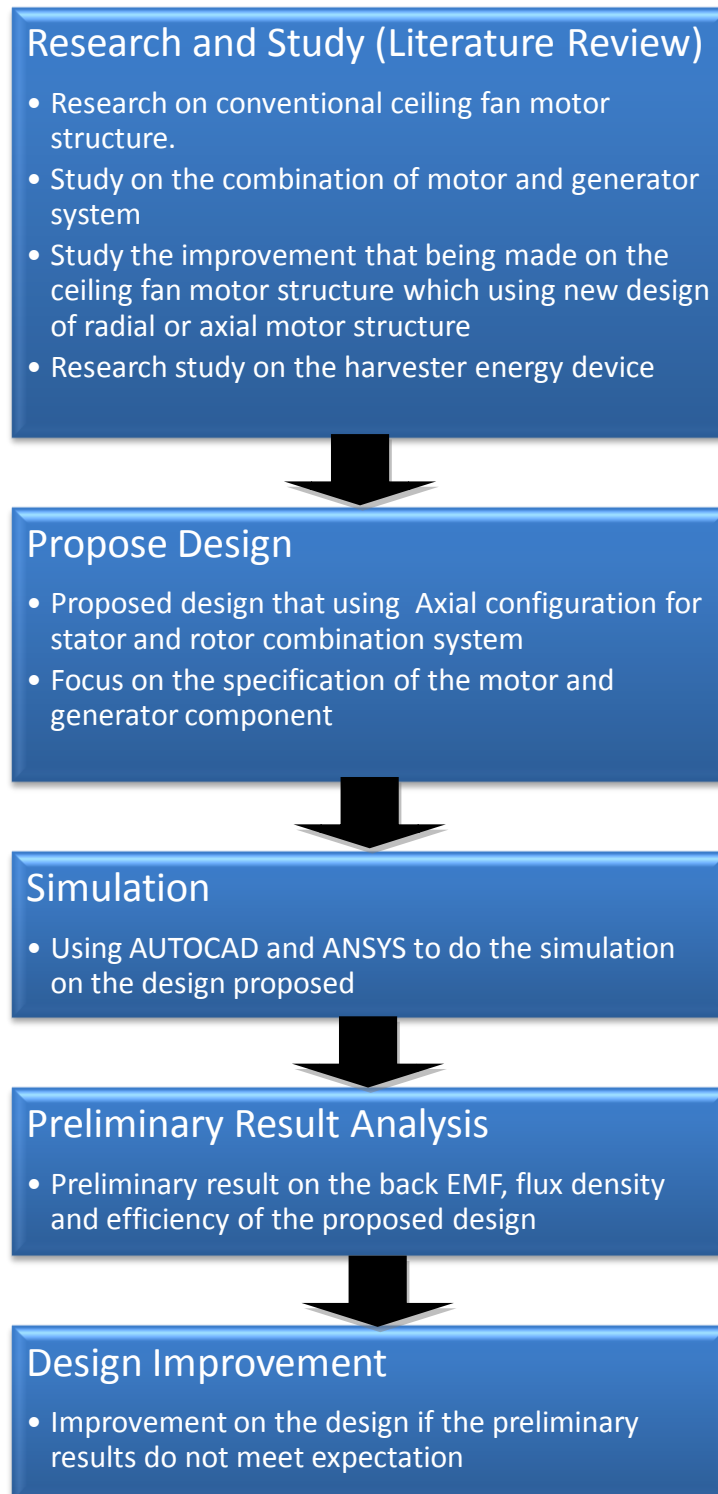 Research and Study (Literature Review)
• Research on conventional ceiling fan motor
structure.
• Study on the combination of motor and generator
system
• Study the improvement that being made on the
ceiling fan motor structure which using new design
of radial or axial motor structure
• Research study on the harvester energy device
Propose Design
• Proposed design that using Axial configuration for
stator and rotor combination system
• Focus on the specification of the motor and
generator component
Simulation
• Using AUTOCAD and ANSYS to do the simulation
on the design proposed
Preliminary Result Analysis
• Preliminary result on the back EMF, flux density
and efficiency of the proposed design
Design Improvement
• Improvement on the design if the preliminary
results do not meet expectation